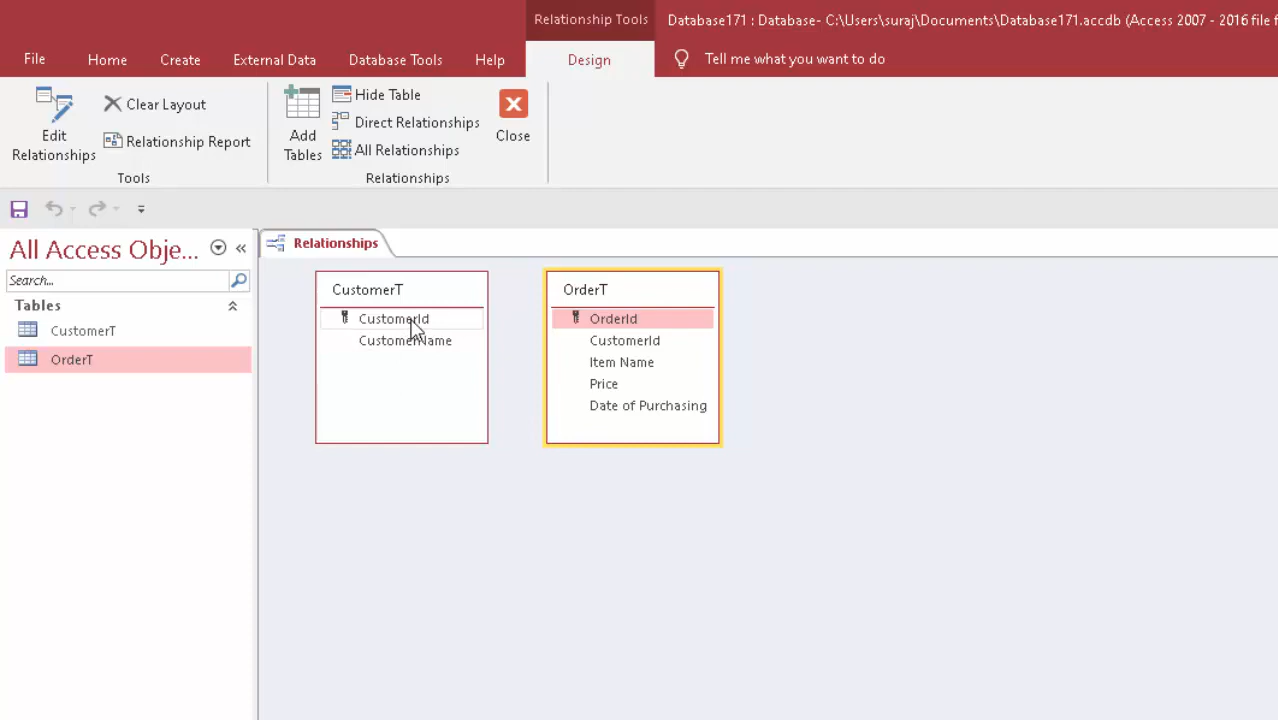 Relationship Tools
Database171 : Database- C:\Users\suraj\Documents\Database171.accdb (Access 2007 - 2016 file f
File
Home
Create
External Data
Database Tools
Help
Design
Tell me what you want to do
Edit
Relationships
Clear Layout
Relationship Report
Tools
Add
Tables
Hide Table
Direct Relationships
All Relationships
Relationships
Close
All Access Obje...
Search...
Tables
CustomerT
OrderT
Relationships
CustomerT
CustomerId
CustomerName
OrderT
OrderId
CustomerId
Item Name
Price
Date of Purchasing